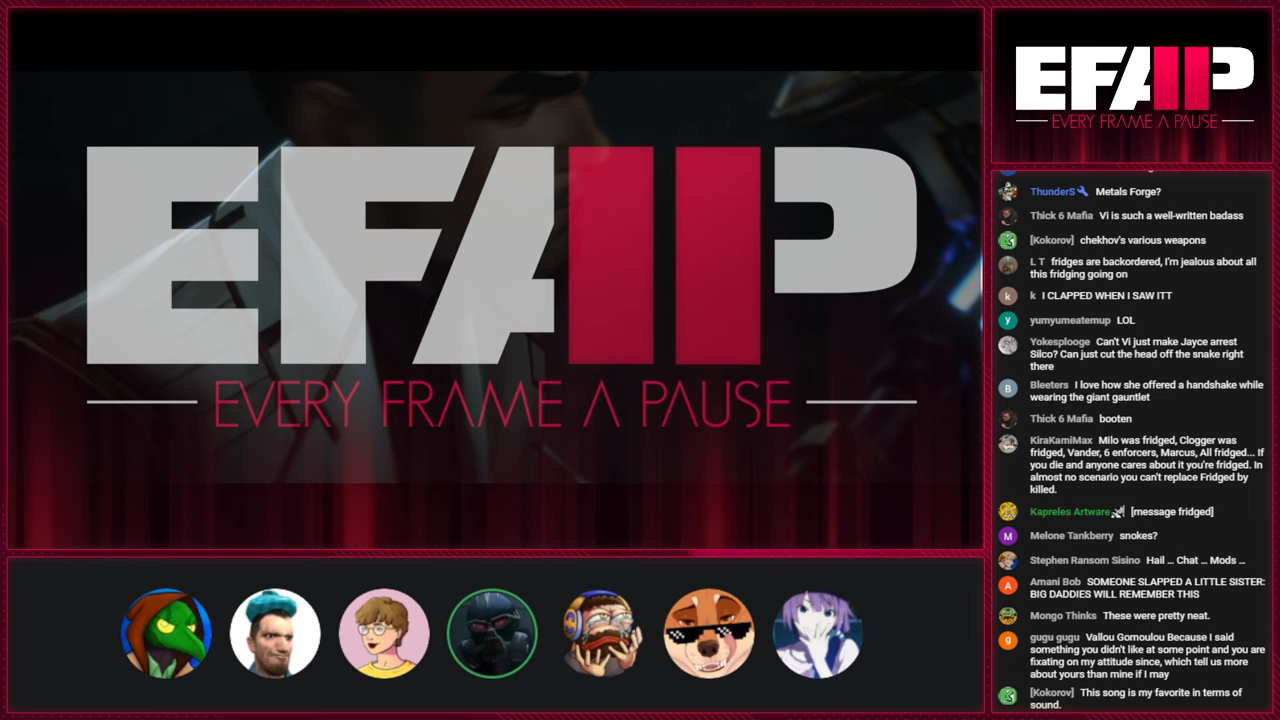 EFAP
EVERY FRAME A PAUSE
EFAP
EVERY FRAME A PAUSE
ThunderS Metals Forge?
Thick 6 Mafia Vi is such a well-written badass
[Kokorov] chekhov's various weapons
L T fridges are backordered, I'm jealous about all
this fridging going on
k I CLAPPED WHEN I SAW ITT
yumyumeatemup LOL
Yokesplooge Can't Vi just make Jayce arrest
Silco? Can just cut the head off the snake right
there
Bleeters I love how she offered a handshake while
wearing the giant gauntlet
Thick 6 Mafia booten
KiraKamiMax Milo was fridged, Clogger was
fridged, Vander, 6 enforcers, Marcus, All fridged... If
you die and anyone cares about it you're fridged. In
almost no scenario you can't replace Fridged by
killed.
Kapreles Artware [message fridged]
M Melone Tankberry snokes?
Stephen Ransom Sisino Hail ... Chat ... Mods ...
A Amani Bob SOMEONE SLAPPED A LITTLE SISTER:
BIG DADDIES WILL REMEMBER THIS
Mongo Thinks These were pretty neat.
g gugu gugu Vallou Gomoulou Because I said
something you didn't like at some point and you are
fixating on my attitude since, which tell us more
about yours than mine if I may
[Kokorov] This song is my favorite in terms of
sound.